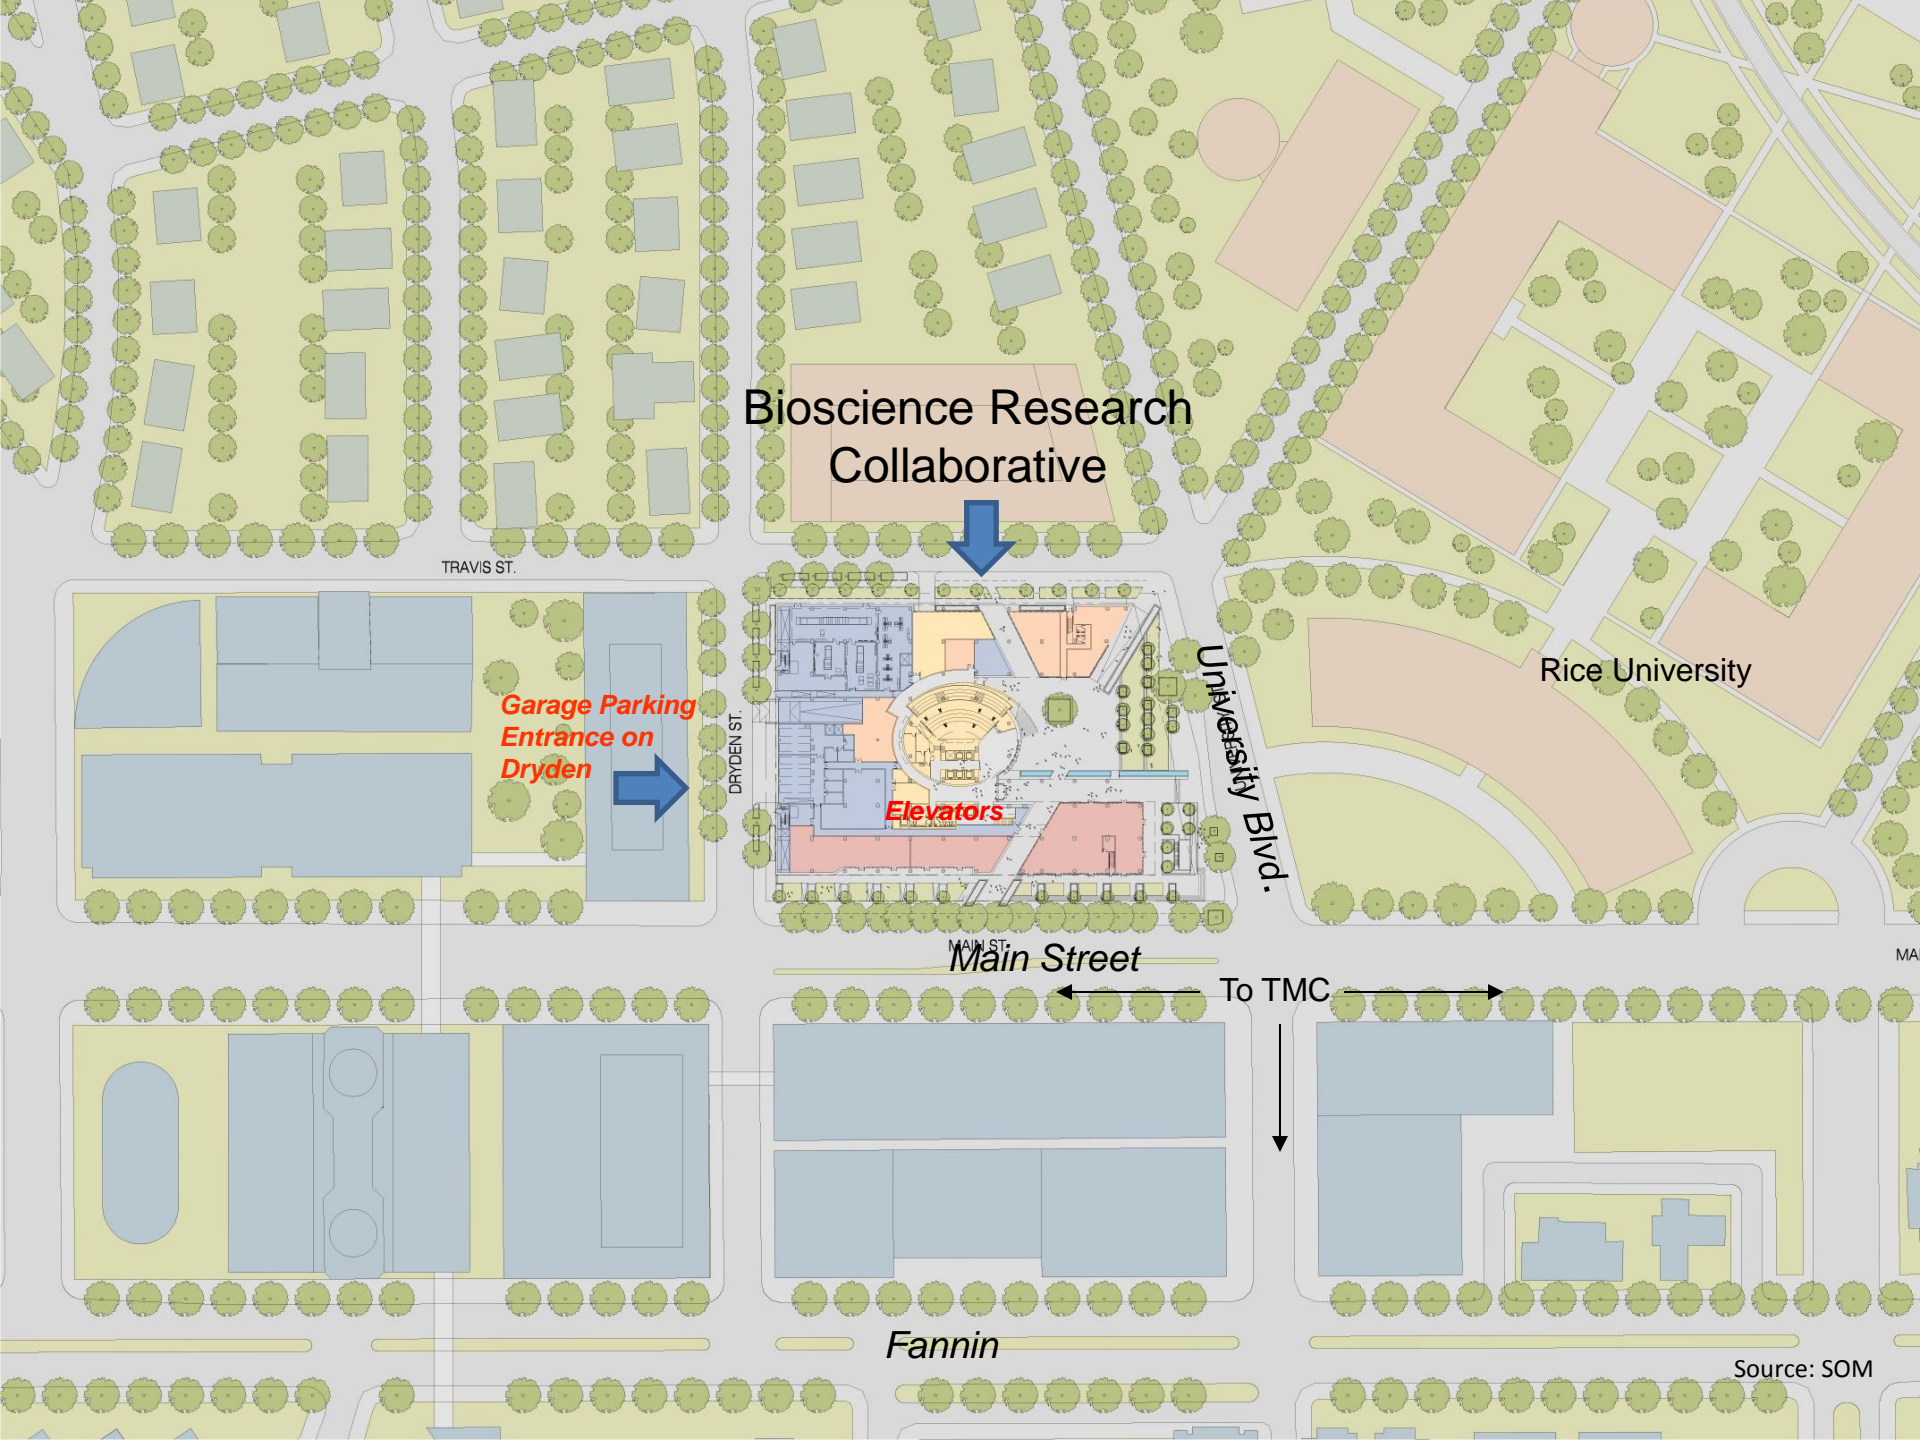 Bioscience Research
Collaborative
TRAVIS ST.
Rice University
University Blvd.
Garage Parking
Entrance on
Dryden
DRYDEN ST.
Elevators
MAIN ST.
Main Street
MAI
To TMC
Fannin
Source: SOM